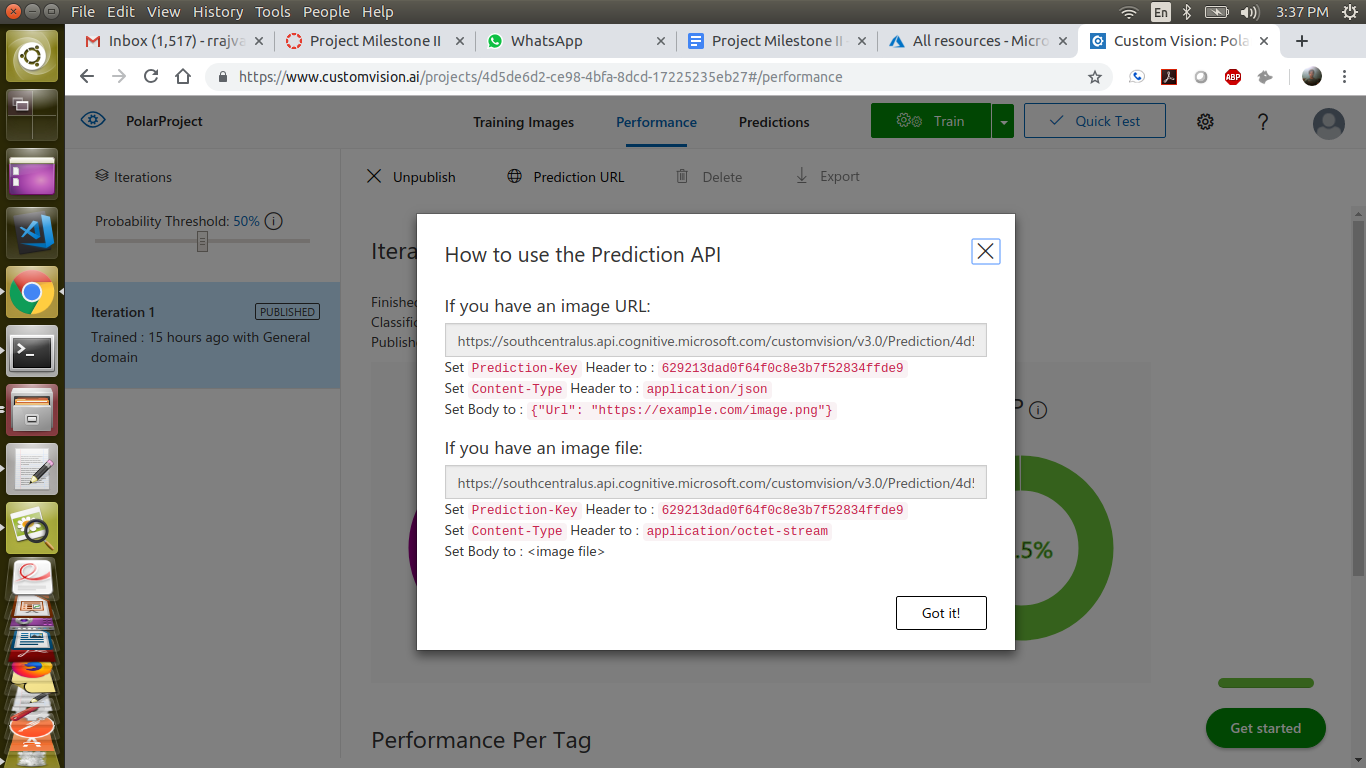 File Edit View History Tools People Help
En 3:37 PM
Inbox (1,517) - rrajva
Project Milestone II
WhatsApp
Project Milestone II -
All resources - Micro
Custom Vision: Pola
https://www.customvision.ai/projects/4d5de6d2-ce98-4bfa-8dcd-17225235eb27#/performance
ABP
PolarProject
Training Images
Performance
Predictions
Train
Quick Test
?
Iterations
Unpublish
Prediction URL
Delete
Export
Probability Threshold: 50%
Iteration 1
PUBLISHED
Trained : 15 hours ago with General
domain
Itera
Finished
Classific
Publishe
How to use the Prediction API
If you have an image URL:
https://southcentralus.api.cognitive.microsoft.com/customvision/v3.0/Prediction/4d5
Set Prediction-Key Header to : 629213dad0f64f0c8e3b7f52834ffde9
Set Content-Type Header to : application/json
Set Body to : {"Url": "https://example.com/image.png"}
If you have an image file:
https://southcentralus.api.cognitive.microsoft.com/customvision/v3.0/Prediction/4d5
Set Prediction-Key Header to : 629213dad0f64f0c8e3b7f52834ffde9
Set Content-Type Header to : application/octet-stream
Set Body to : <image file>
Got it!
P
.5%
Performance Per Tag
Get started